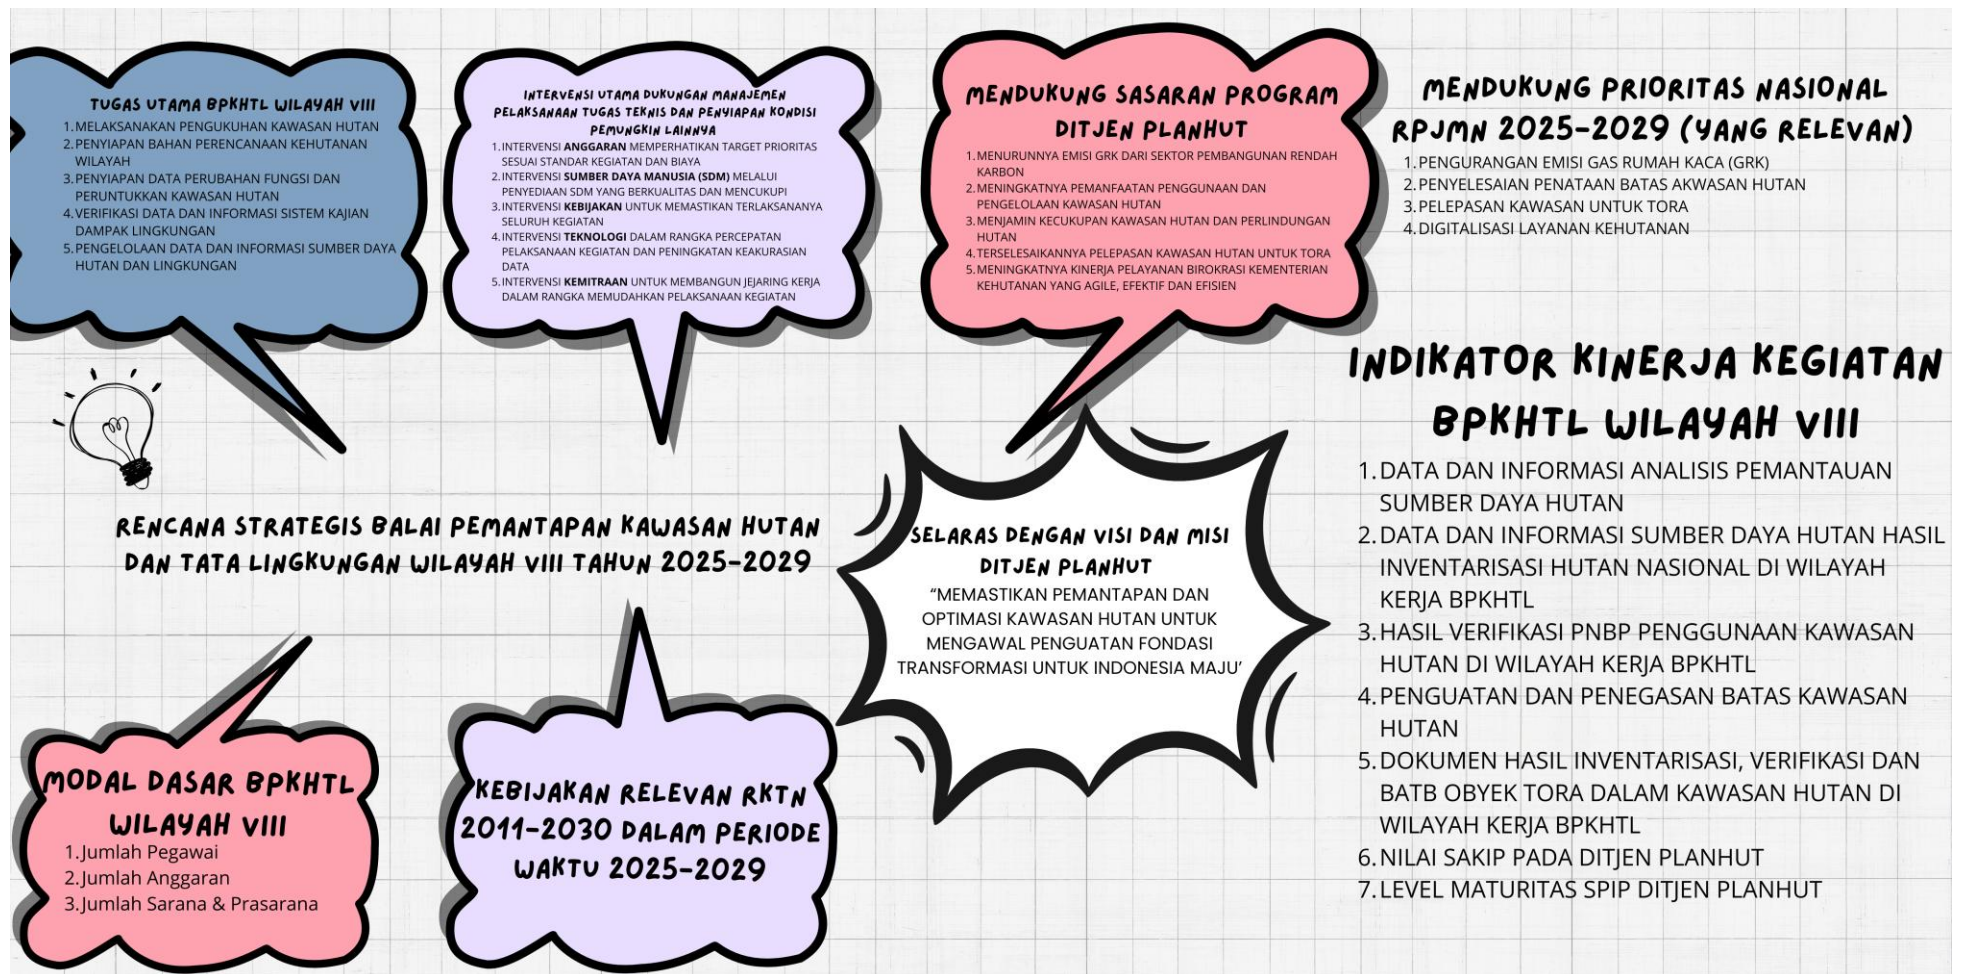 TUGAS UTAMA BPKHTL WILAYAH VIII
1. MELAKSANAKAN PENGUKUHAN KAWASAN HUTAN
2. PENYIAPAN BAHAN PERENCANAAN KEHUTANAN
WILAYAH
3. PENYIAPAN DATA PERUBAHAN FUNGSI DAN
PERUNTUKKAN KAWASAN HUTAN
4. VERIFIKASI DATA DAN INFORMASI SISTEM KAJIAN
DAMPAK LINGKUNGAN
5. PENGELOLAAN DATA DAN INFORMASI SUMBER DAYA
HUTAN DAN LINGKUNGAN
INTERVENSI UTAMA DUKUNGAN MANAJEMEN
PELAKSANAAN TUGAS TEKNIS DAN PENYIAPAN KONDISI
PEMUNGKIN LAINNYA
1. INTERVENSI ANGGARAN MEMPERHATIKAN TARGET PRIORITAS
SESUAI STANDAR KEGIATAN DAN BIAYA
2. INTERVENSI SUMBER DAYA MANUSIA (SDM) MELALUI
PENYEDIAAN SDM YANG BERKUALITAS DAN MENCUKUPI
3. INTERVENSI KEBIJAKAN UNTUK MEMASTIKAN TERLAKSANANYA
SELURUH KEGIATAN
4. INTERVENSI TEKNOLOGI DALAM RANGKA PERCEPATAN
PELAKSANAAN KEGIATAN DAN PENINGKATAN KEAKURASIAN
DATA
5. INTERVENSI KEMITRAAN UNTUK MEMBANGUN JEJARING KERJA
DALAM RANGKA MEMUDAHKAN PELAKSANAAN KEGIATAN
MENDUKUNG SASARAN PROGRAM
DITJEN PLANHUT
1. MENURUNNYA EMISI GRK DARI SEKTOR PEMBANGUNAN RENDAH
KARBON
2. MENINGKATNYA PEMANFAATAN PENGGUNAAN DAN
PENGELOLAAN KAWASAN HUTAN
3. MENJAMIN KECUKUPAN KAWASAN HUTAN DAN PERLINDUNGAN
HUTAN
4. TERSELESAIKANNYA PELEPASAN KAWASAN HUTAN UNTUK TORA
5. MENINGKATNYA KINERJA PELAYANAN BIROKRASI KEMENTERIAN
KEHUTANAN YANG AGILE, EFEKTIF DAN EFISIEN
MENDUKUNG PRIORITAS NASIONAL
RPJMN 2025-2029 (YANG RELEVAN)
1. PENGURANGAN EMISI GAS RUMAH KACA (GRK)
2. PENYELESAIAN PENATAAN BATAS AKWASAN HUTAN
3. PELEPASAN KAWASAN UNTUK TORA
4. DIGITALISASI LAYANAN KEHUTANAN
RENCANA STRATEGIS BALAI PEMANTAPAN KAWASAN HUTAN
DAN TATA LINGKUNGAN WILAYAH VIII TAHUN 2025-2029
SELARAS DENGAN VISI DAN MISI
DITJEN PLANHUT
“MEMASTIKAN PEMANTAPAN DAN
OPTIMASI KAWASAN HUTAN UNTUK
MENGAWAL PENGUATAN FONDASI
TRANSFORMASI UNTUK INDONESIA MAJU’
INDIKATOR KINERJA KEGIATAN
BPKHTL WILAYAH VIII
1. DATA DAN INFORMASI ANALISIS PEMANTAUAN
SUMBER DAYA HUTAN
2. DATA DAN INFORMASI SUMBER DAYA HUTAN HASIL
INVENTARISASI HUTAN NASIONAL DI WILAYAH
KERJA BPKHTL
3. HASIL VERIFIKASI PNBP PENGGUNAAN KAWASAN
HUTAN DI WILAYAH KERJA BPKHTL
4. PENGUATAN DAN PENEGASAN BATAS KAWASAN
HUTAN
5. DOKUMEN HASIL INVENTARISASI, VERIFIKASI DAN
BATB OBYEK TORA DALAM KAWASAN HUTAN DI
WILAYAH KERJA BPKHTL
6. NILAI SAKIP PADA DITJEN PLANHUT
7. LEVEL MATURITAS SPIP DITJEN PLANHUT
MODAL DASAR BPKHTL
WILAYAH VIII
1. Jumlah Pegawai
2. Jumlah Anggaran
3. Jumlah Sarana & Prasarana
KEBIJAKAN RELEVAN RKTN
2011-2030 DALAM PERIODE
WAKTU 2025-2029